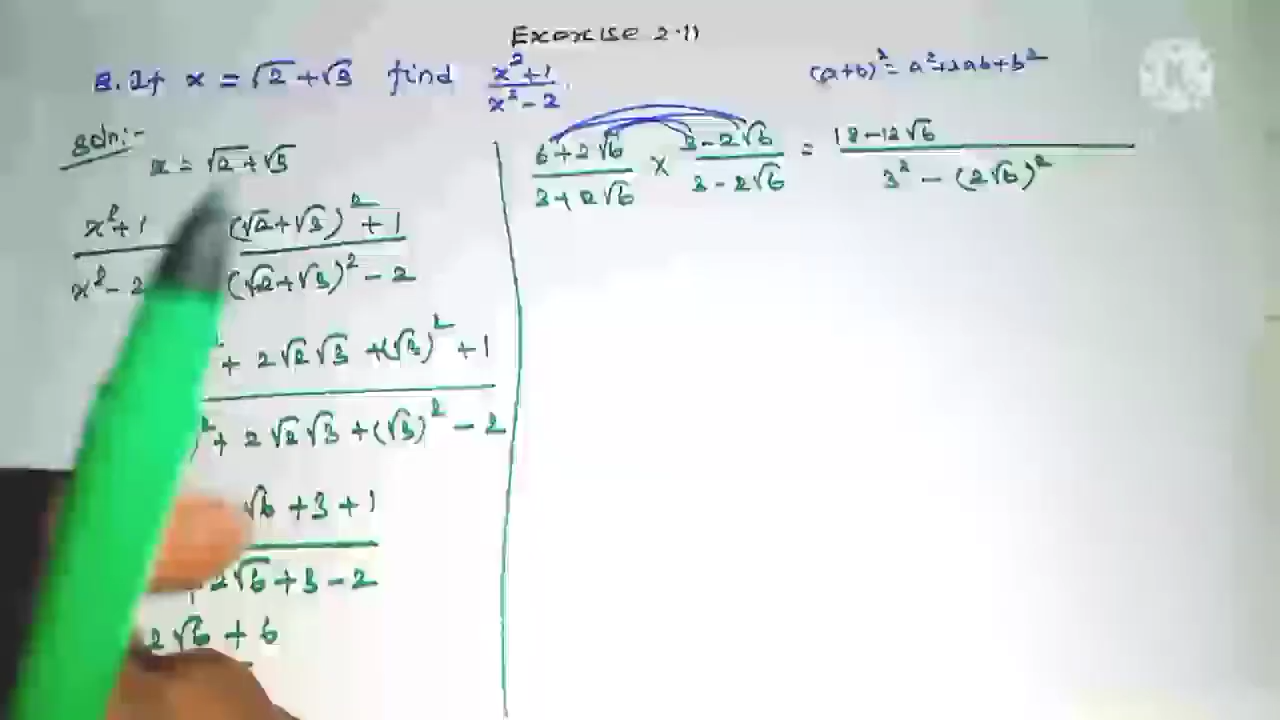 Exercise 2.11
3. If x = √2 + √3 find (x²+1)/(x²-2)
(a+b)² = a²+2ab+b²
Soln:-
x = √2 + √3
(x²+1)/(x²-2) ((√2+√3)²+1)/((√2+√3)²-2)
+ 2√2√3 + (√3)² + 1
)² + 2√2√3 + (√3)² - 2
√6 + 3 + 1
2√6 + 3 - 2
2√6 + 6
(6+2√6)/(3+2√6) × (3-2√6)/(3-2√6) = (18-12√6)/(3² - (2√6)²)